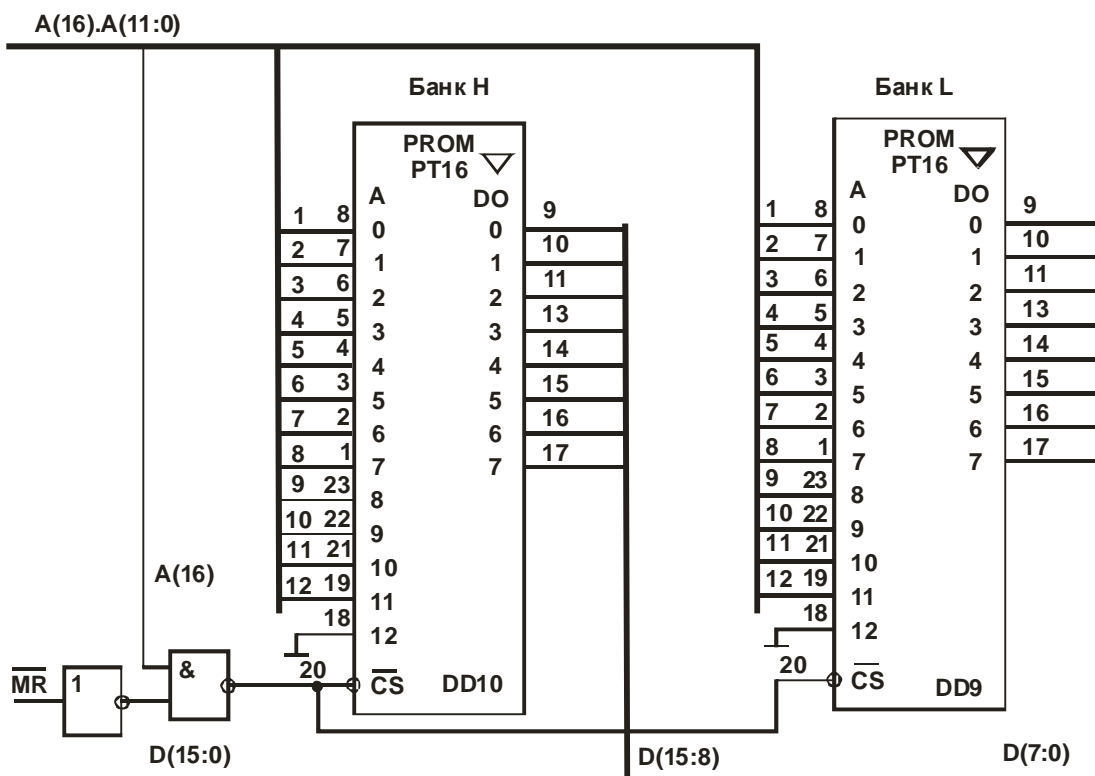 A(16).A(11:0)
Банк H
Банк L
PROM
PT16
A DO
1 8 0 0 9
2 7 1 1 10
3 6 2 2 11
4 5 3 3 13
5 4 4 4 14
6 3 5 5 15
7 2 6 6 16
8 1 7 7 17
9 23 8
10 22 9
11 21 10
12 19 11
18 12
20 CS DD10
PROM
PT16
A DO
1 8 0 0 9
2 7 1 1 10
3 6 2 2 11
4 5 3 3 13
5 4 4 4 14
6 3 5 5 15
7 2 6 6 16
8 1 7 7 17
9 23 8
10 22 9
11 21 10
12 19 11
18 12
20 CS DD9
A(16)
MR 1 &
D(15:0)
D(15:8)
D(7:0)